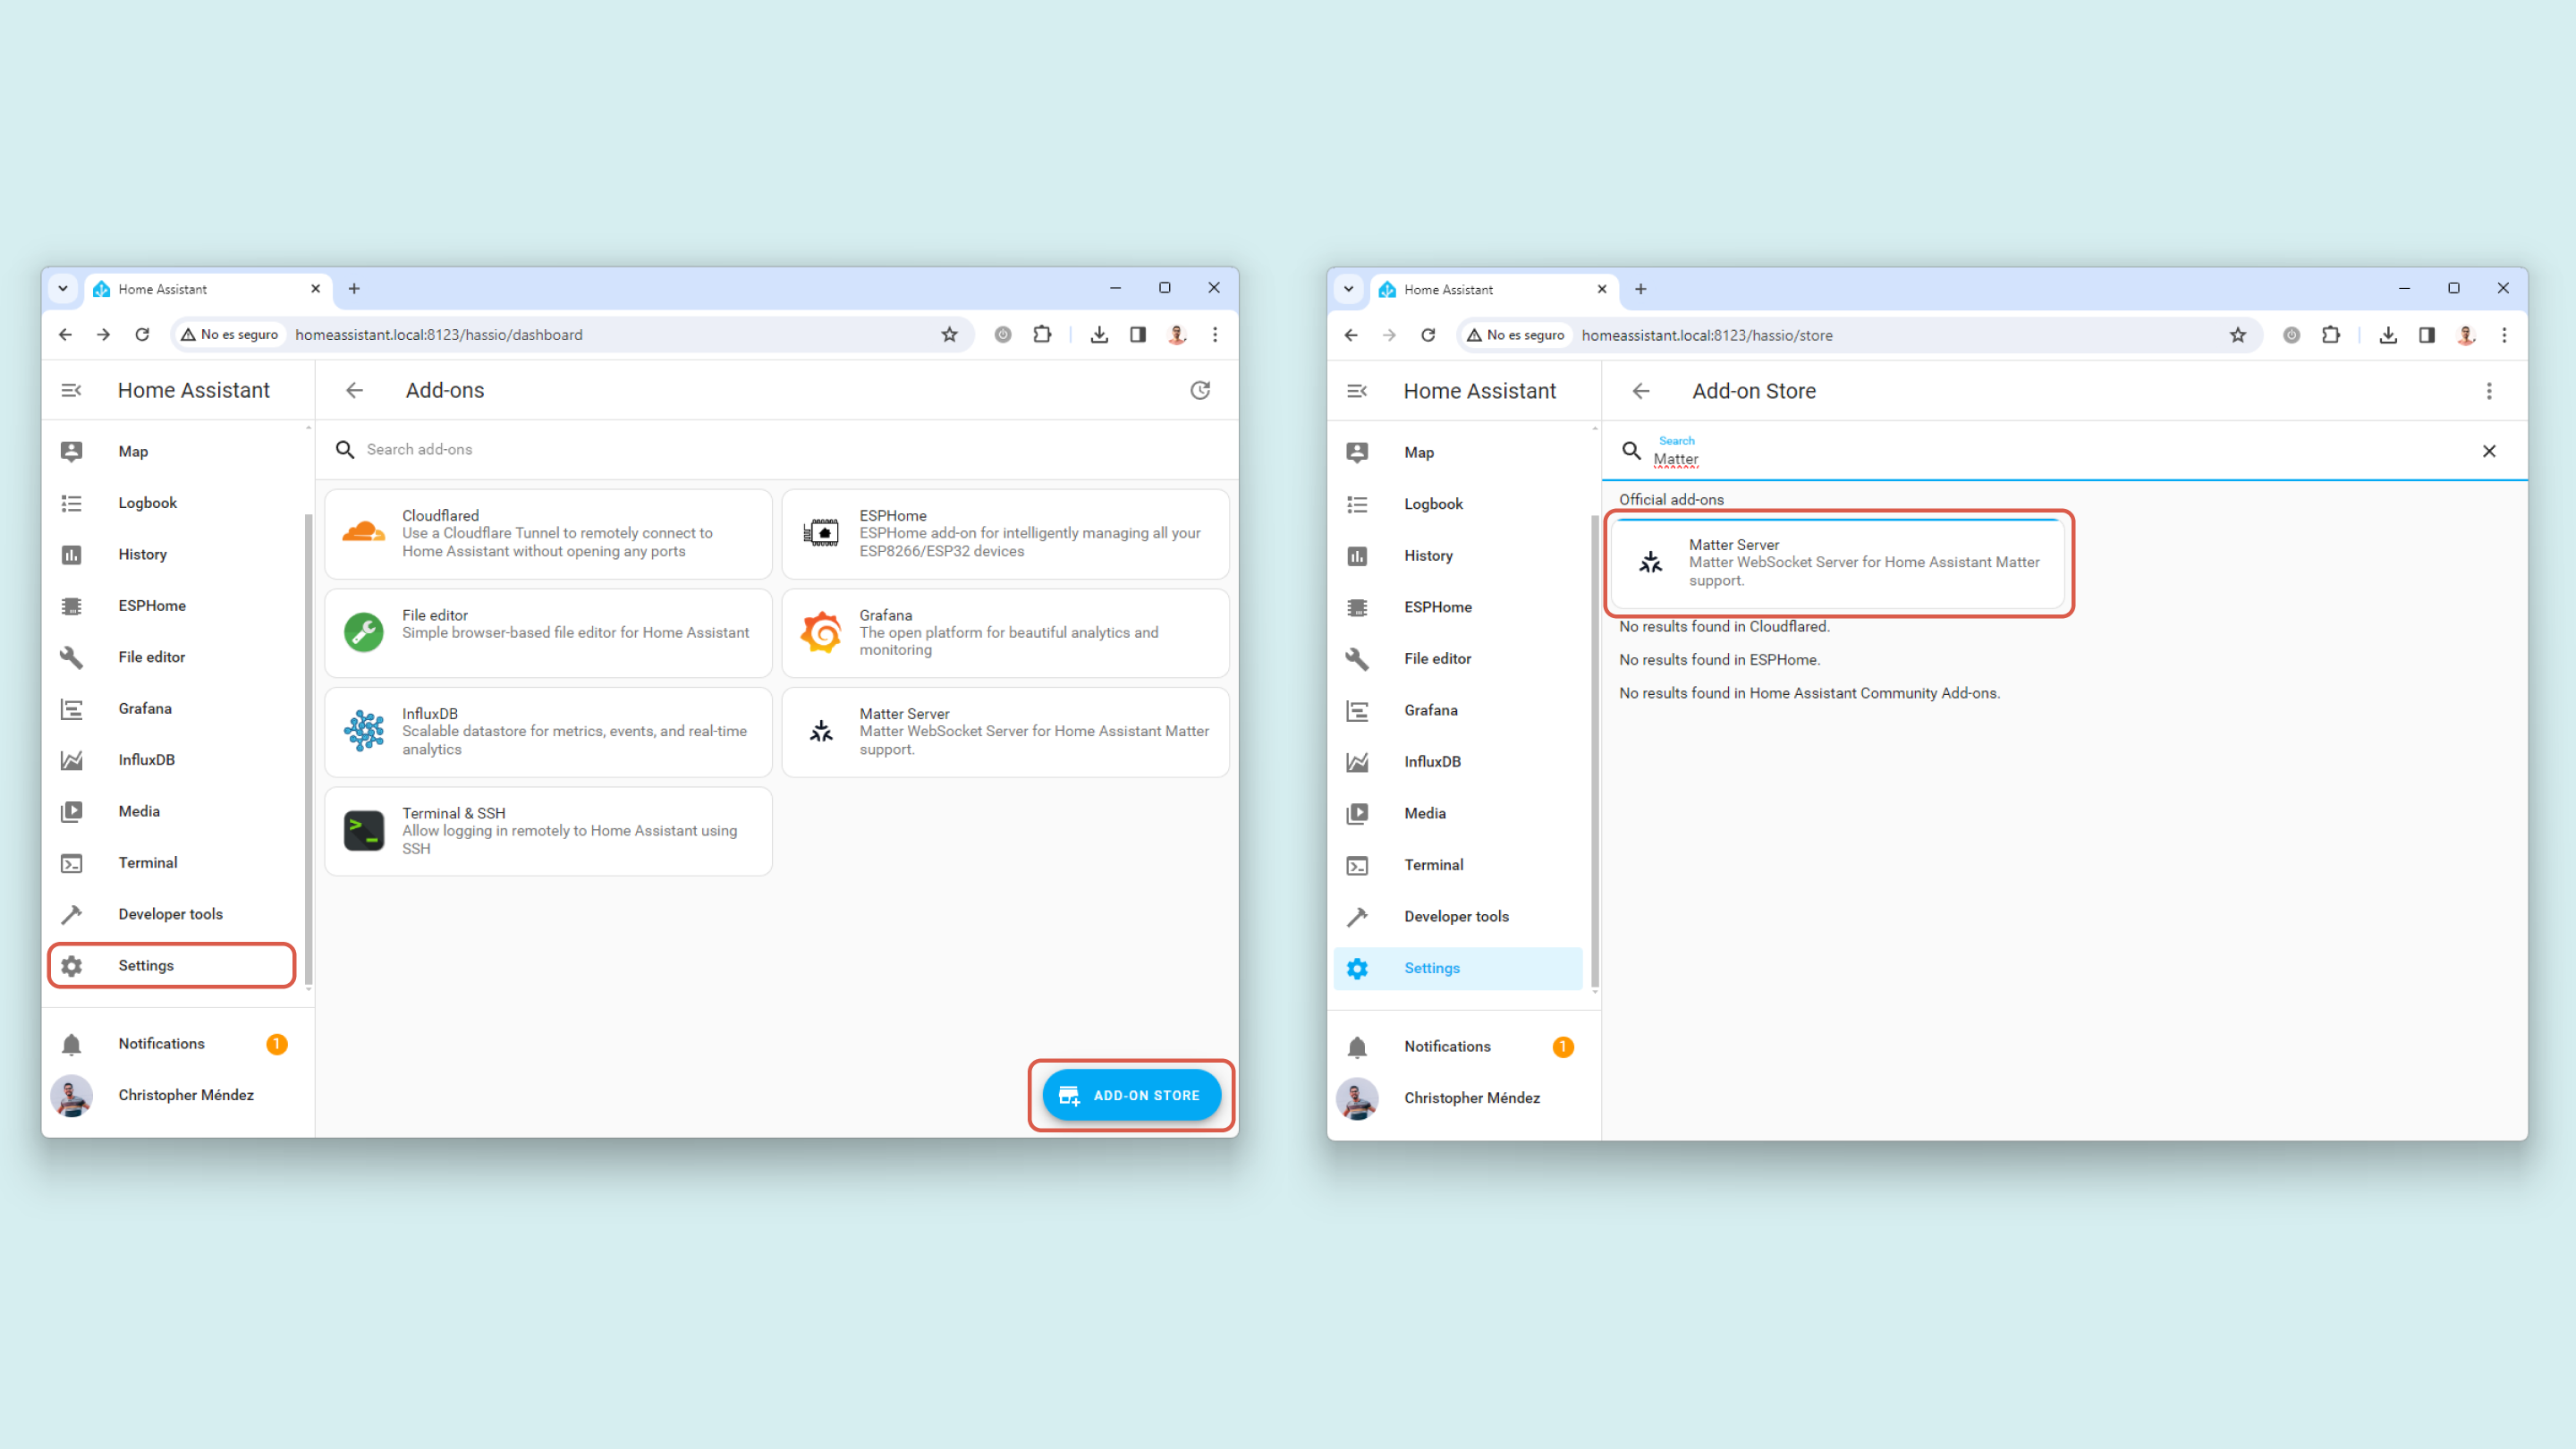 Home Assistant
No es seguro
homeassistant.local:8123/hassio/dashboard
Home Assistant
Add-ons
Map
Logbook
History
ESPHome
File editor
Grafana
InfluxDB
Media
Terminal
Developer tools
Settings
Notifications
1
Christopher Méndez
Search add-ons
Cloudflared
Use a Cloudflare Tunnel to remotely connect to
Home Assistant without opening any ports
ESPHome
ESPHome add-on for intelligently managing all your
ESP8266/ESP32 devices
File editor
Simple browser-based file editor for Home Assistant
Grafana
The open platform for beautiful analytics and
monitoring
InfluxDB
Scalable datastore for metrics, events, and real-time
analytics
Matter Server
Matter WebSocket Server for Home Assistant Matter
support.
Terminal & SSH
Allow logging in remotely to Home Assistant using
SSH
ADD-ON STORE
Home Assistant
No es seguro
homeassistant.local:8123/hassio/store
Home Assistant
Add-on Store
Map
Logbook
History
ESPHome
File editor
Grafana
InfluxDB
Media
Terminal
Developer tools
Settings
Notifications
1
Christopher Méndez
Search
Matter
Official add-ons
Matter Server
Matter WebSocket Server for Home Assistant Matter
support.
No results found in Cloudflared.
No results found in ESPHome.
No results found in Home Assistant Community Add-ons.